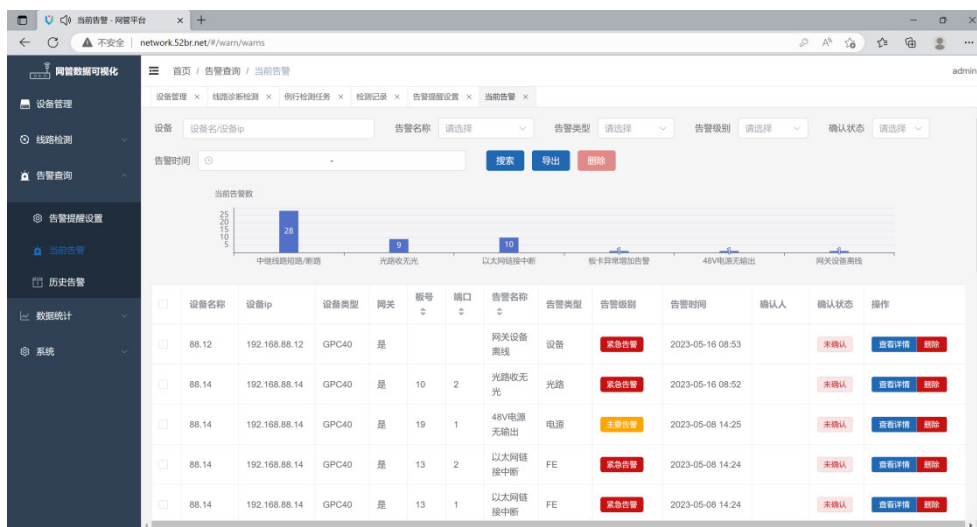 当前告警 - 网管平台
不安全 network.52br.net/#/warn/warns
网管数据可视化
首页 / 告警查询 / 当前告警
admin
设备管理 线路诊断检测 例行检测任务 检测记录 告警提醒设置 当前告警
设备管理
线路检测
告警查询
告警提醒设置
当前告警
历史告警
数据统计
系统
设备 设备名/设备ip 告警名称 请选择 告警类型 请选择 告警级别 请选择 确认状态 请选择
告警时间 - 搜索 导出 删除
当前告警数
25
20
15
10
5
28 9 10
中继线路短路/断路 光路收无光 以太网链接中断 板卡异常增加告警 48V电源无输出 网关设备离线
设备名称 设备ip 设备类型 网关 板号 端口 告警名称 告警类型 告警级别 告警时间 确认人 确认状态 操作
88.12 192.168.88.12 GPC40 是 网关设备离线 设备 紧急告警 2023-05-16 08:53 未确认 查看详情 删除
88.14 192.168.88.14 GPC40 是 10 2 光路收无光 光路 紧急告警 2023-05-16 08:52 未确认 查看详情 删除
88.14 192.168.88.14 GPC40 是 19 1 48V电源无输出 电源 主要告警 2023-05-08 14:25 未确认 查看详情 删除
88.14 192.168.88.14 GPC40 是 13 2 以太网链接中断 FE 紧急告警 2023-05-08 14:24 未确认 查看详情 删除
88.14 192.168.88.14 GPC40 是 13 1 以太网链接中断 FE 紧急告警 2023-05-08 14:24 未确认 查看详情 删除